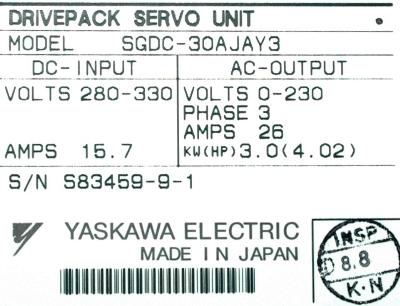 DRIVEPACK SERVO UNIT
MODEL SGDC-30AJAY3
DC-INPUT AC-OUTPUT
VOLTS 280-330 VOLTS 0-230
PHASE 3
AMPS 26
AMPS 15.7 KW(HP) 3.0(4.02)
S/N S83459-9-1
YASKAWA ELECTRIC
MADE IN JAPAN
INSP
8.8
K·N